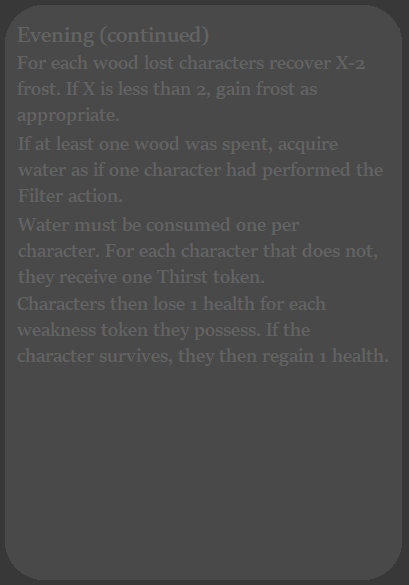 Evening (continued)
For each wood lost characters recover X-2
frost. If X is less than 2, gain frost as
appropriate.
If at least one wood was spent, acquire
water as if one character had performed the
Filter action.
Water must be consumed one per
character. For each character that does not,
they receive one Thirst token.
Characters then lose 1 health for each
weakness token they possess. If the
character survives, they then regain 1 health.